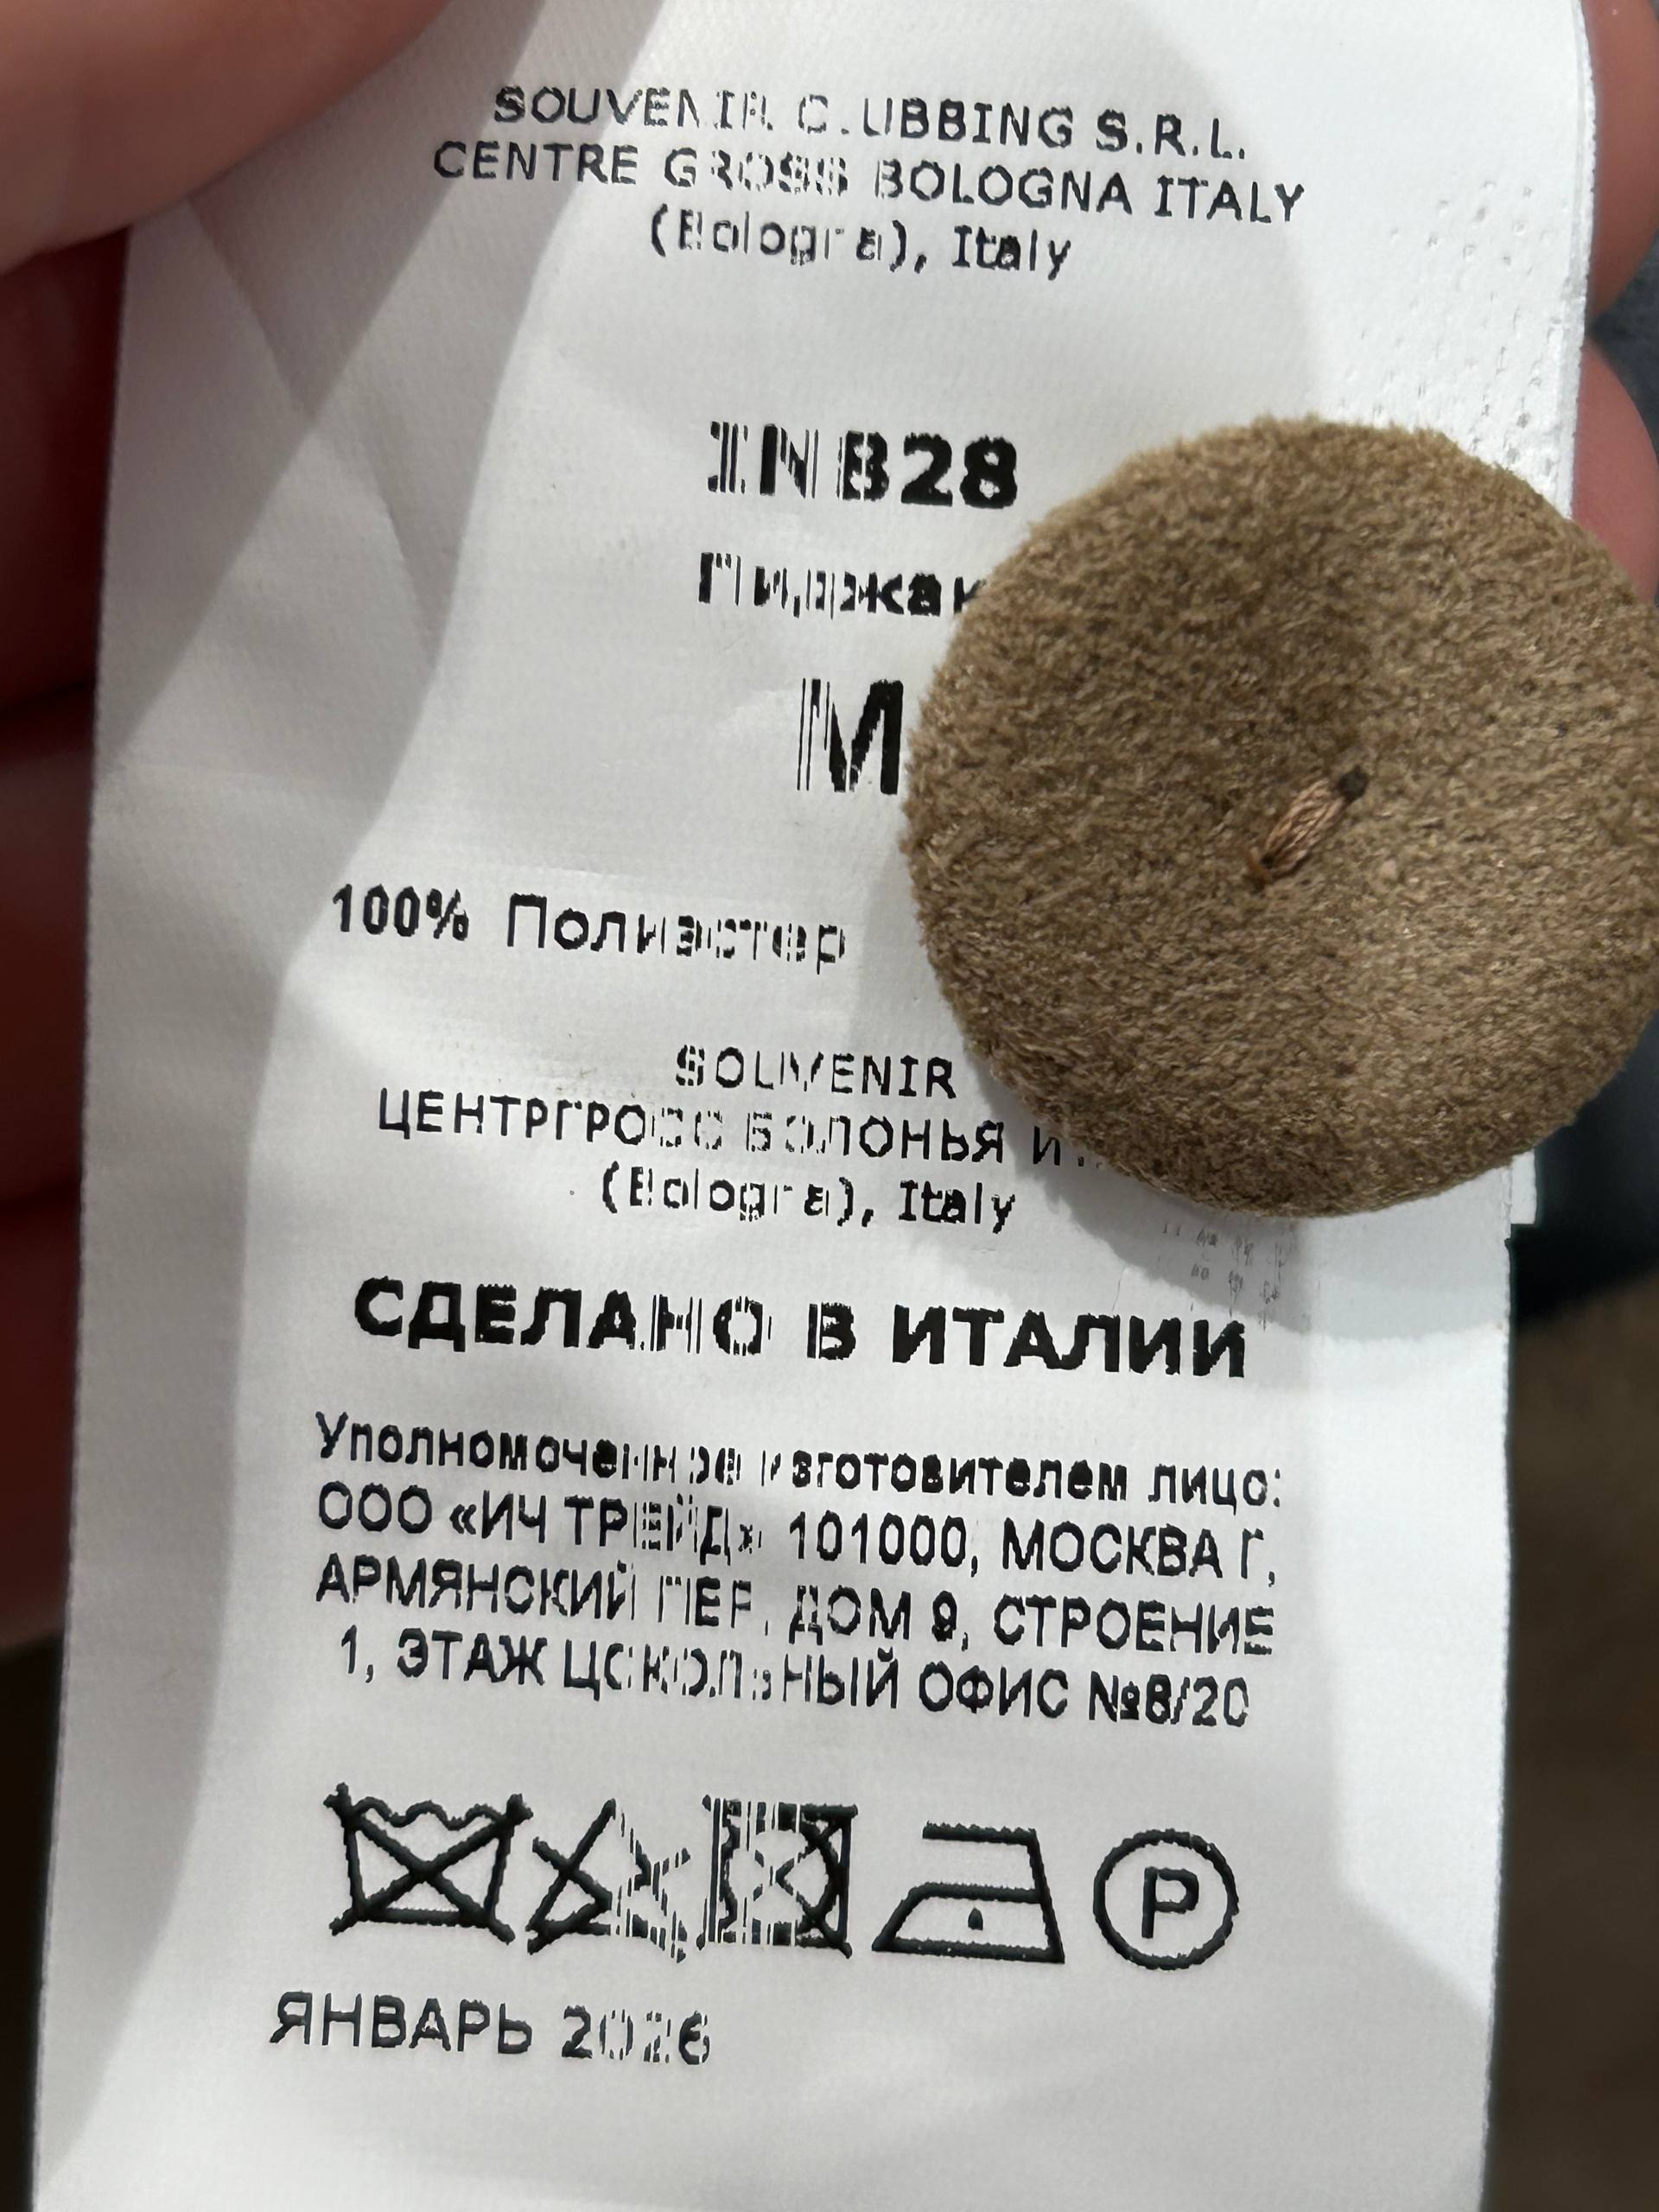 SOUVENIR CLUBBING S.R.L.
CENTRE GROSS BOLOGNA ITALY
(Bologna), Italy
INB28
Пиджак
M
100% Полиэстер
SOUVENIR
ЦЕНТРГРОСС БОЛОНЬЯ
(Bologna), Italy
СДЕЛАНО В ИТАЛИИ
Уполномоченное изготовителем лицо:
ООО «ИЧ ТРЕЙД» 101000, МОСКВА Г,
АРМЯНСКИЙ ПЕР, ДОМ 9, СТРОЕНИЕ
1, ЭТАЖ ЦОКОЛЬНЫЙ ОФИС №8/20
P
ЯНВАРЬ 2026